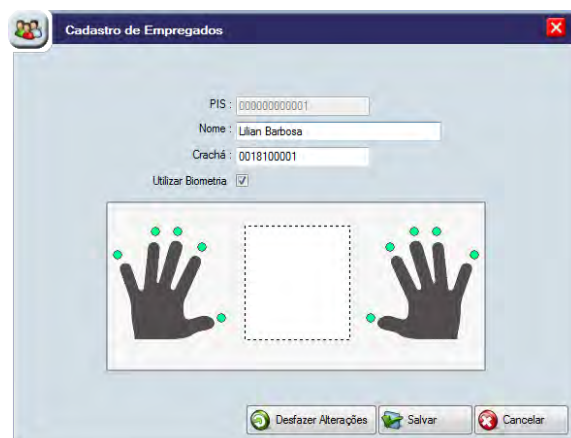 Cadastro de Empregados
PIS : 000000000001
Nome : Lilian Barbosa
Crachá : 0018100001
Utilizar Biometria
Desfazer Alterações Salvar Cancelar